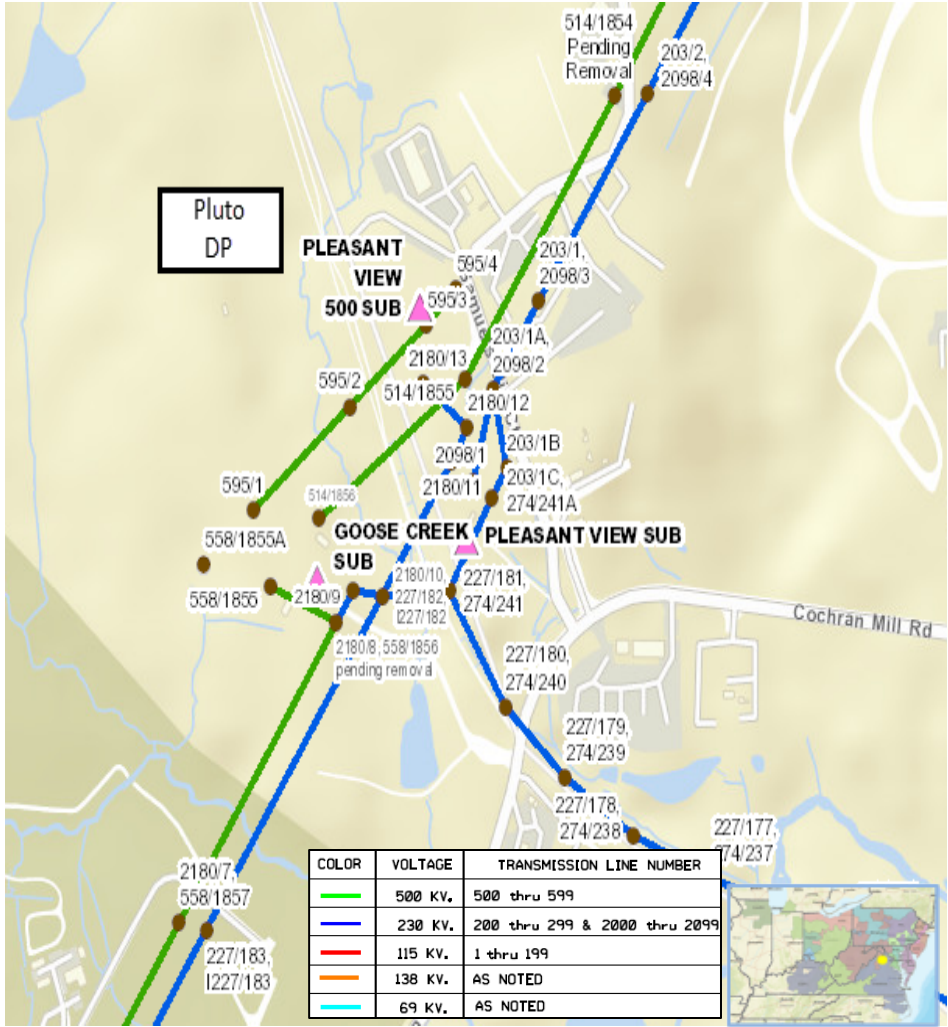 514/1854
Pending
Removal
203/2,
2098/4
Pluto
DP
PLEASANT
VIEW
500 SUB
595/4
595/3
203/1,
2098/3
203/1A,
2098/2
2180/13
595/2
514/1855
2180/12
203/1B
2098/1
2180/11
203/1C,
274/241A
595/1
514/1856
GOOSE CREEK
SUB
PLEASANT VIEW SUB
558/1855A
558/1855
2180/9
2180/10,
227/182,
I227/182
227/181,
274/241
Cochran Mill Rd
2180/8, 558/1856
pending removal
227/180,
274/240
227/179,
274/239
227/178,
274/238
227/177,
274/237
2180/7,
558/1857
227/183,
I227/183
COLOR VOLTAGE TRANSMISSION LINE NUMBER
500 KV. 500 thru 599
230 KV. 200 thru 299 & 2000 thru 2099
115 KV. 1 thru 199
138 KV. AS NOTED
69 KV. AS NOTED